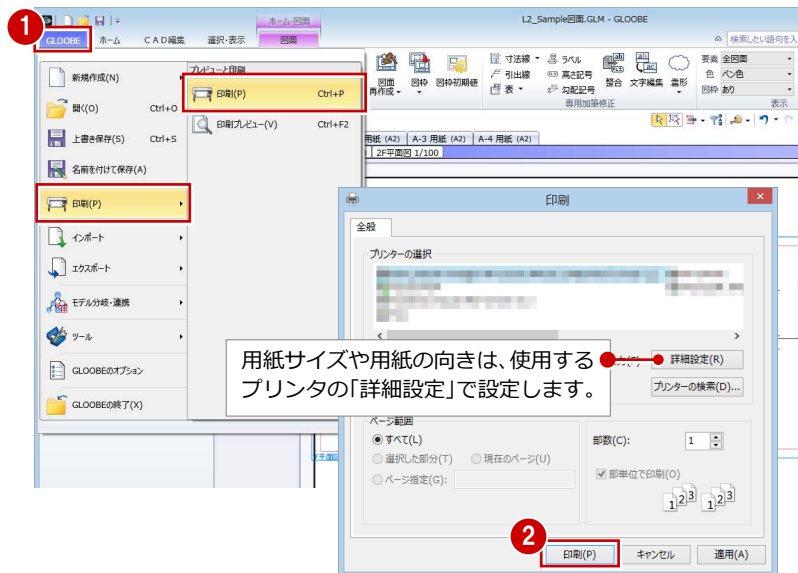 1
ホーム-図面
L2_Sample図面.GLM - GLOOBE
GLOOBE ホーム CAD編集 選択・表示 図面
検索したい語句を入
新規作成(N)
開く(O) Ctrl+O
上書き保存(S) Ctrl+S
名前を付けて保存(A)
印刷(P)
インポート
エクスポート
モデル分岐・連携
ツール
GLOOBEのオプション
GLOOBEの終了(X)
プレビューと印刷
印刷(P) Ctrl+P
印刷プレビュー(V) Ctrl+F2
図面
再作成
図枠
図枠初期値
寸法線
引出線
表
ラベル
高さ記号
勾配記号
整合
文字編集
雲形
専用加筆修正
要素 全図面
色 ペン色
図枠 あり
表示
用紙 (A2) A-3 用紙 (A2) A-4 用紙 (A2)
2F平面図 1/100
印刷
全般
プリンターの選択
詳細設定(R)
プリンターの検索(D)...
用紙サイズや用紙の向きは、使用する
プリンタの「詳細設定」で設定します。
ページ範囲
すべて(L)
選択した部分(T) 現在のページ(U)
ページ指定(G):
部数(C): 1
部単位で印刷(O)
1 2 3 1 2 3
2
印刷(P) キャンセル 適用(A)